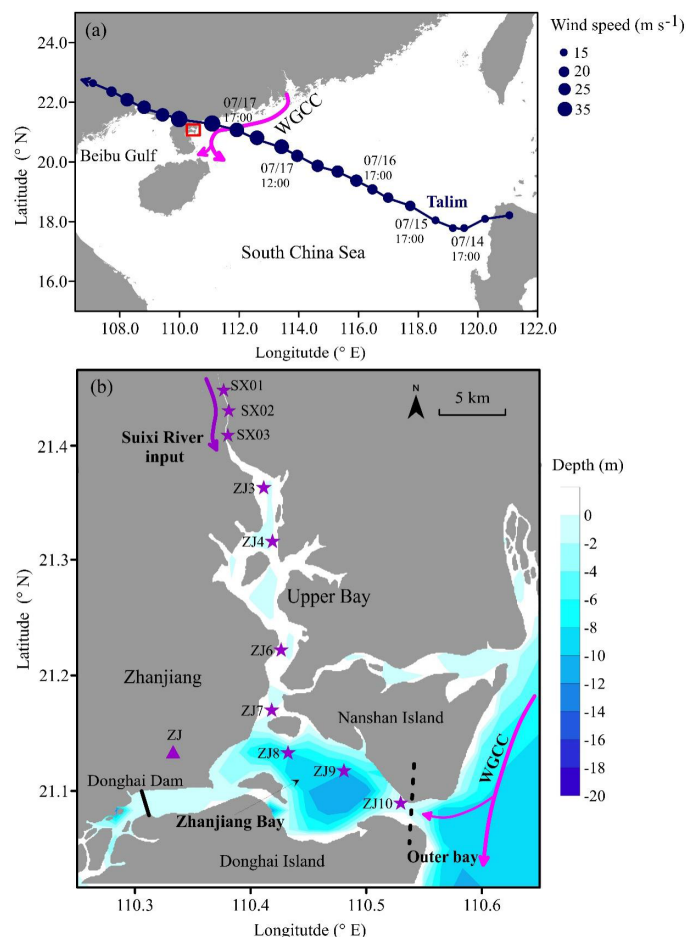 (a)
Wind speed (m s-1)
15
20
25
35
24.0
22.0
20.0
18.0
16.0
Latitude (° N)
07/17
17:00
WGCC
Beibu Gulf
07/17
12:00
07/16
17:00
Talim
07/15
17:00
07/14
17:00
South China Sea
108.0
110.0
112.0
114.0
116.0
118.0
120.0
122.0
Longitutde (° E)
(b)
SX01
SX02
SX03
N
5 km
Suixi River
input
21.4
21.3
21.2
21.1
Latitude (° N)
ZJ3
ZJ4
Upper Bay
ZJ6
Zhanjiang
ZJ7
Nanshan Island
ZJ
ZJ8
ZJ9
ZJ10
WGCC
Donghai Dam
Zhanjiang Bay
Donghai Island
Outer bay
110.3
110.4
110.5
110.6
Longitutde (° E)
Depth (m)
0
-2
-4
-6
-8
-10
-12
-14
-16
-18
-20